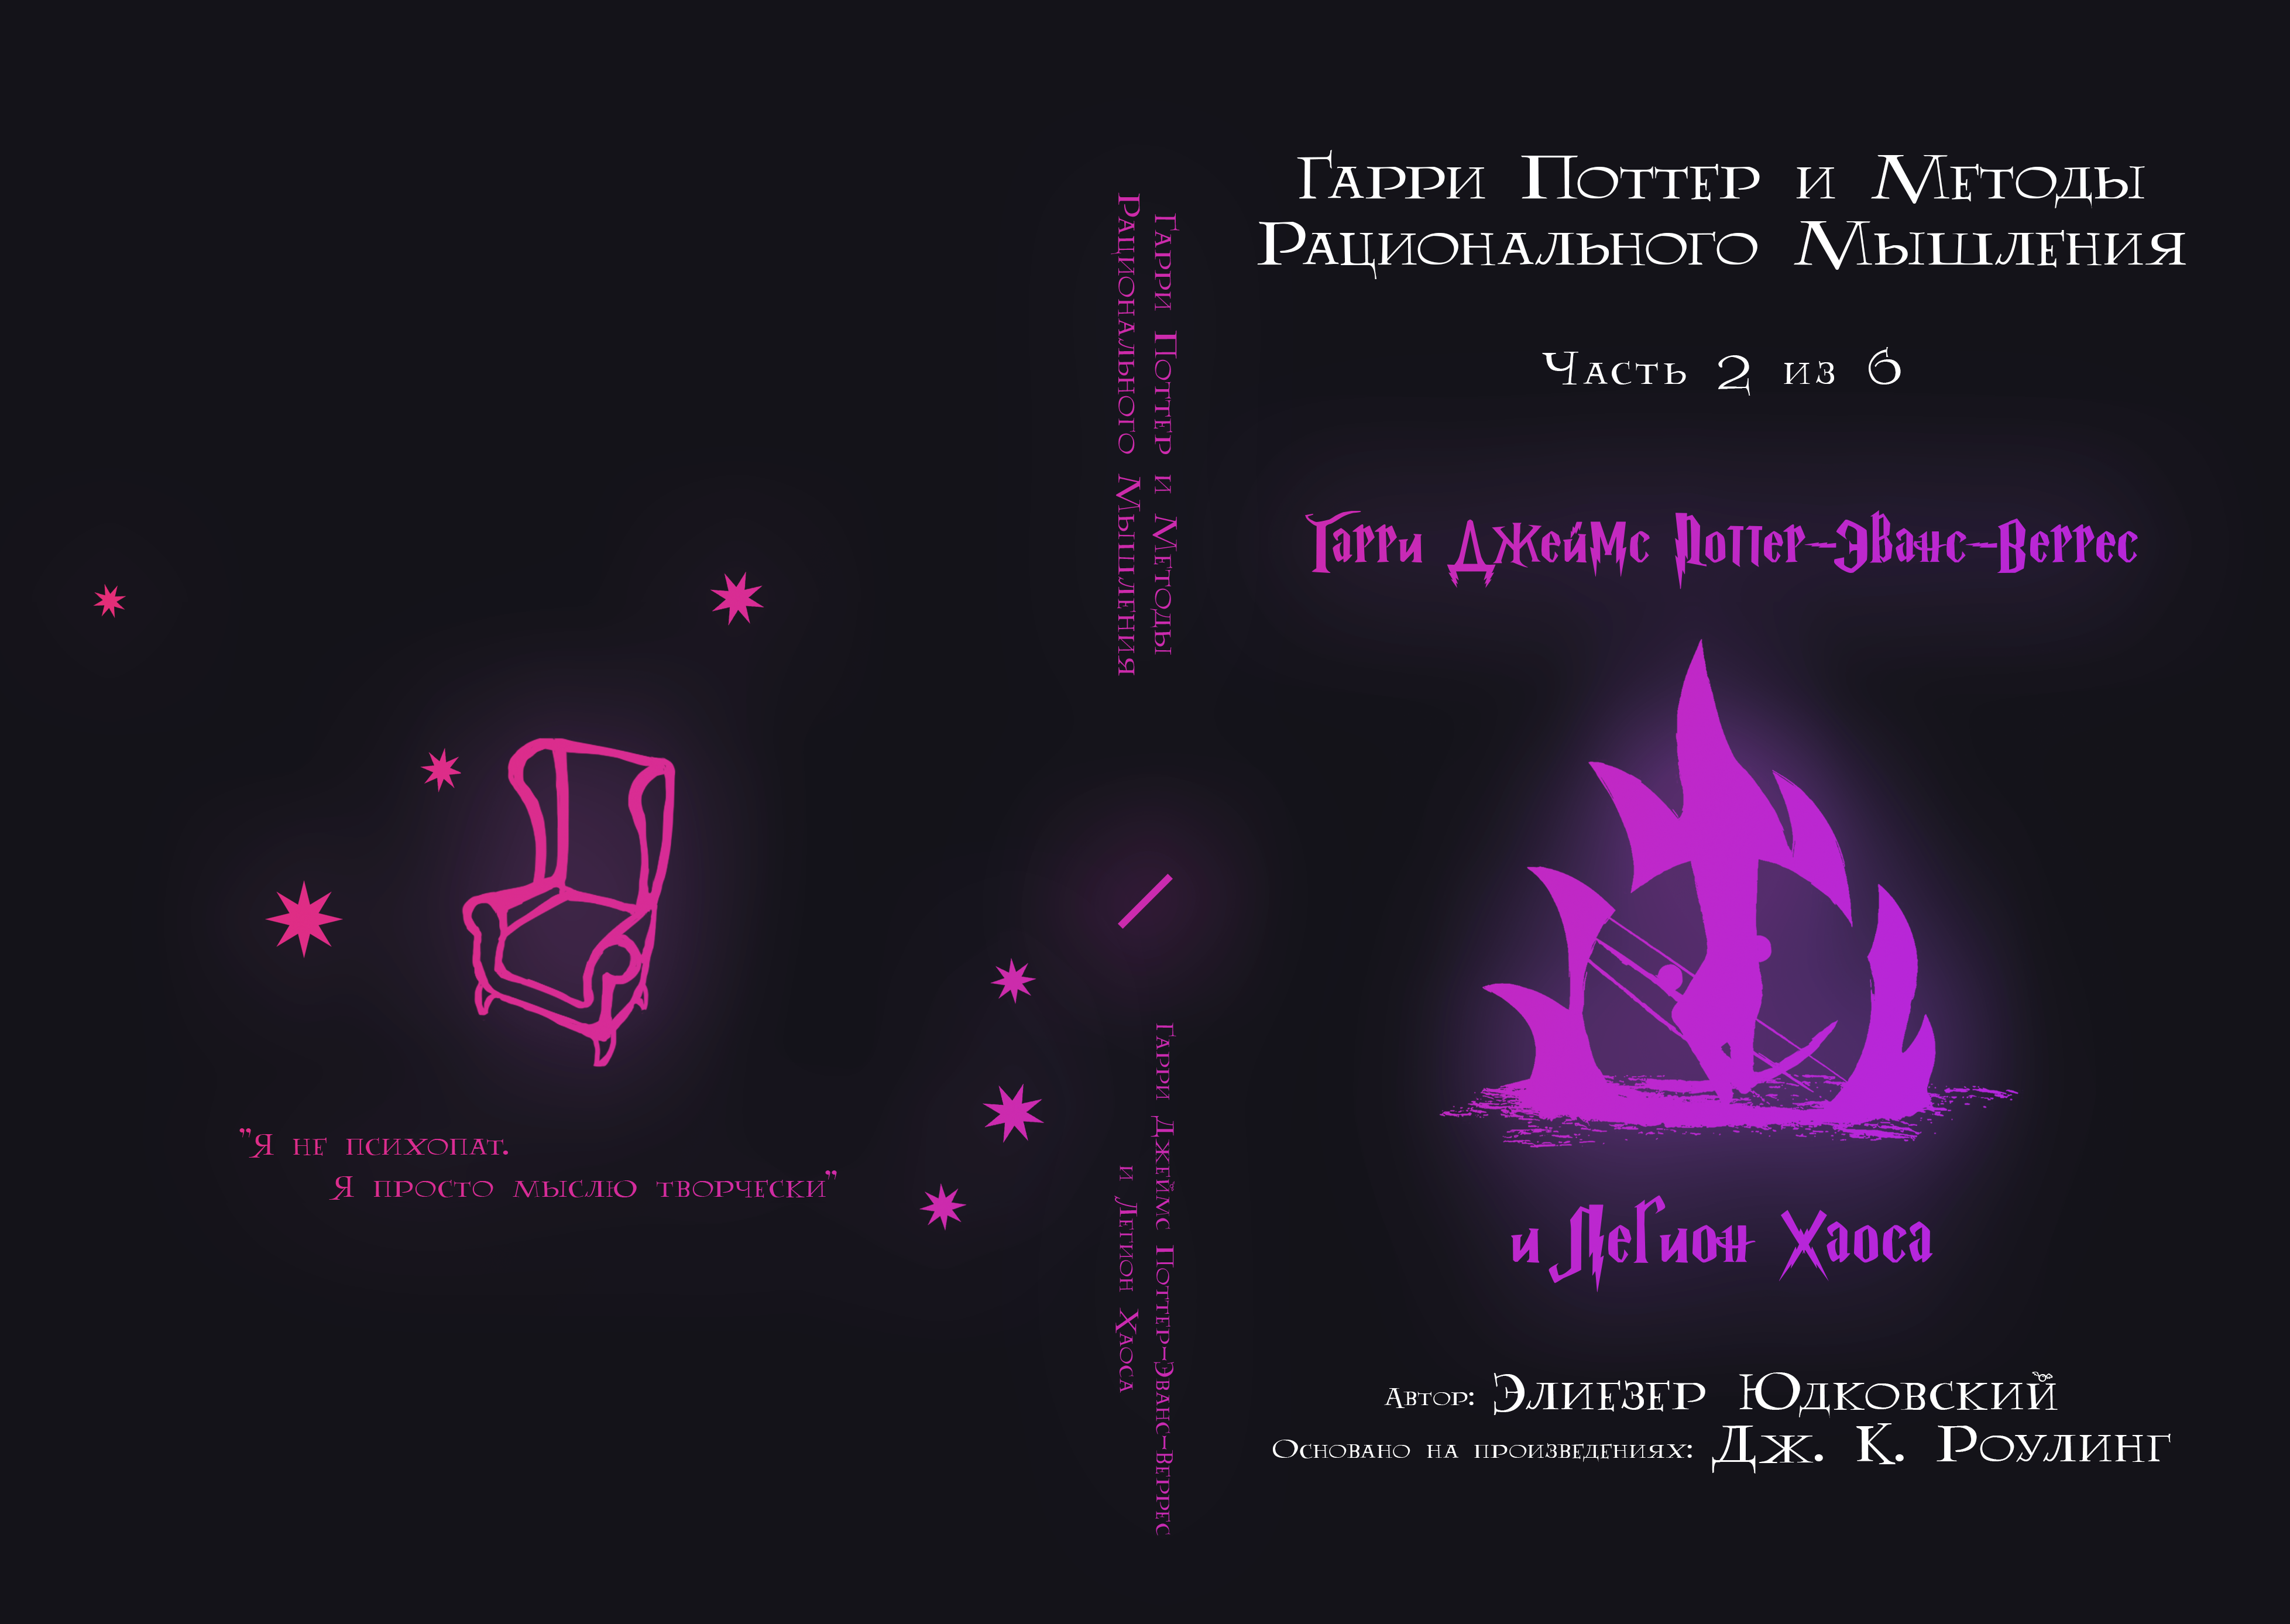 Гарри Поттер и Методы
Рационального Мышления
Часть 2 из 6
Гарри Джеймс Поттер-Эванс-Веррес
и Легион Хаоса
Автор: Элиезер Юдковский
Основано на произведениях: Дж. К. Роулинг
Гарри Поттер и Методы
Рационального Мышления
Гарри Джеймс Поттер-Эванс-Веррес
и Легион Хаоса
"Я не психопат.
Я просто мыслю творчески"